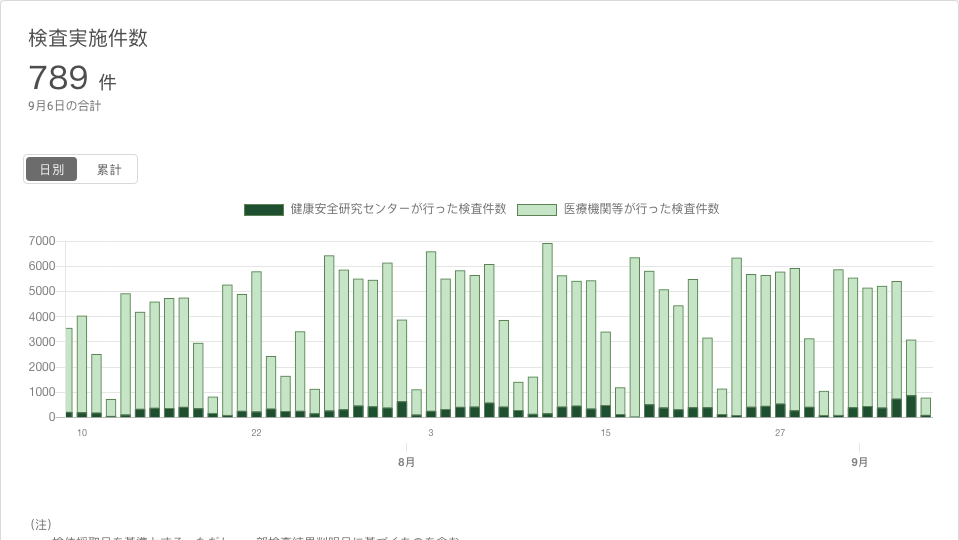 検査実施件数
789 件
9月6日の合計
日別 累計
健康安全研究センターが行った検査件数 医療機関等が行った検査件数
7000
6000
5000
4000
3000
2000
1000
0
10 22 3 15 27
8月 9月
（注）